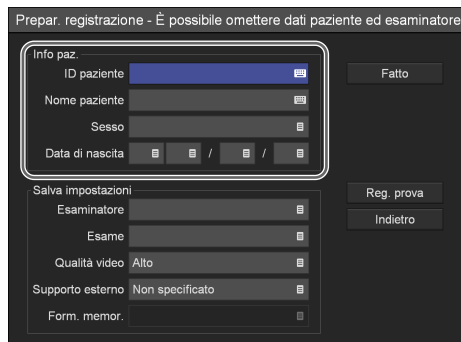 Prepar. registrazione - È possibile omettere dati paziente ed esaminatore
Info paz.
ID paziente
Fatto
Nome paziente
Sesso
Data di nascita / /
Salva impostazioni
Reg. prova
Esaminatore
Indietro
Esame
Qualità video Alto
Supporto esterno Non specificato
Form. memor.